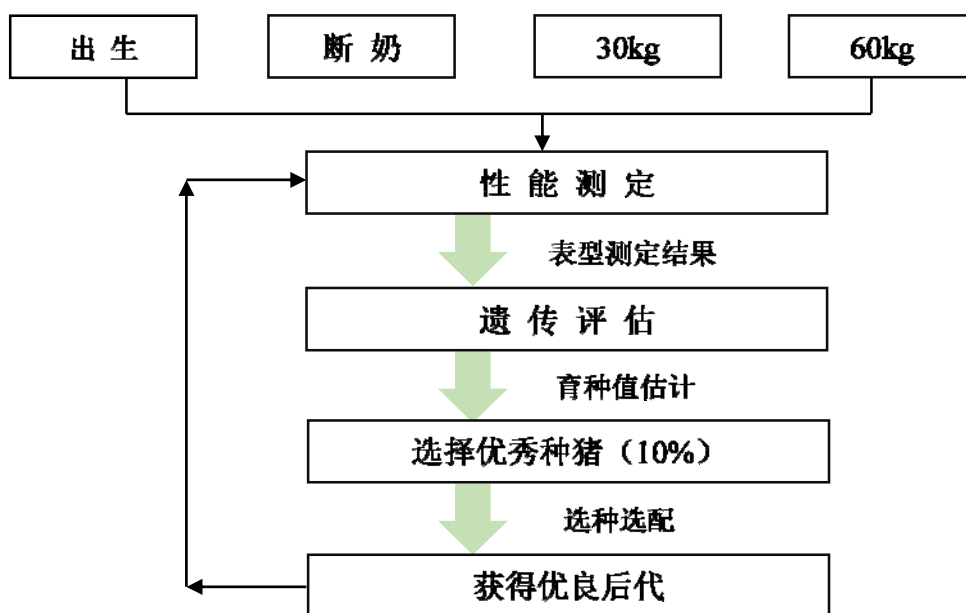 出生
断奶
30kg
60kg
性能测定
表型测定结果
遗传评估
育种值估计
选择优秀种猪（10%）
选种选配
获得优良后代